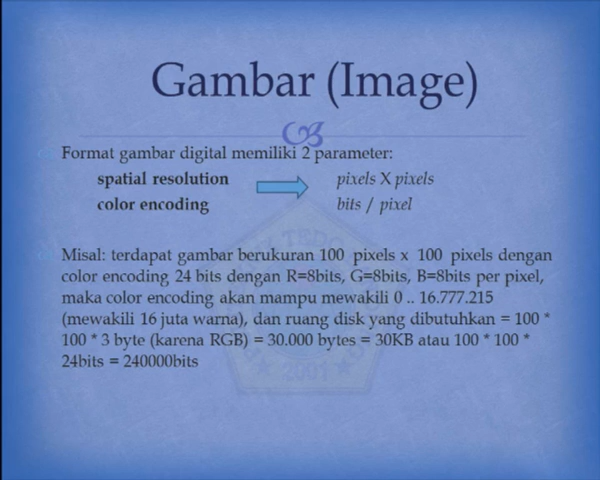 Gambar (Image)
Format gambar digital memiliki 2 parameter:
spatial resolution pixels X pixels
color encoding bits / pixel
Misal: terdapat gambar berukuran 100 pixels x 100 pixels dengan
color encoding 24 bits dengan R=8bits, G=8bits, B=8bits per pixel,
maka color encoding akan mampu mewakili 0 .. 16.777.215
(mewakili 16 juta warna), dan ruang disk yang dibutuhkan = 100 *
100 * 3 byte (karena RGB) = 30.000 bytes = 30KB atau 100 * 100 *
24bits = 240000bits
2001